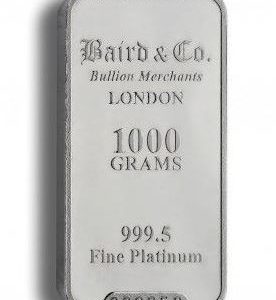 Baird & Co.
Bullion Merchants
LONDON
1000
GRAMS
999.5
Fine Platinum